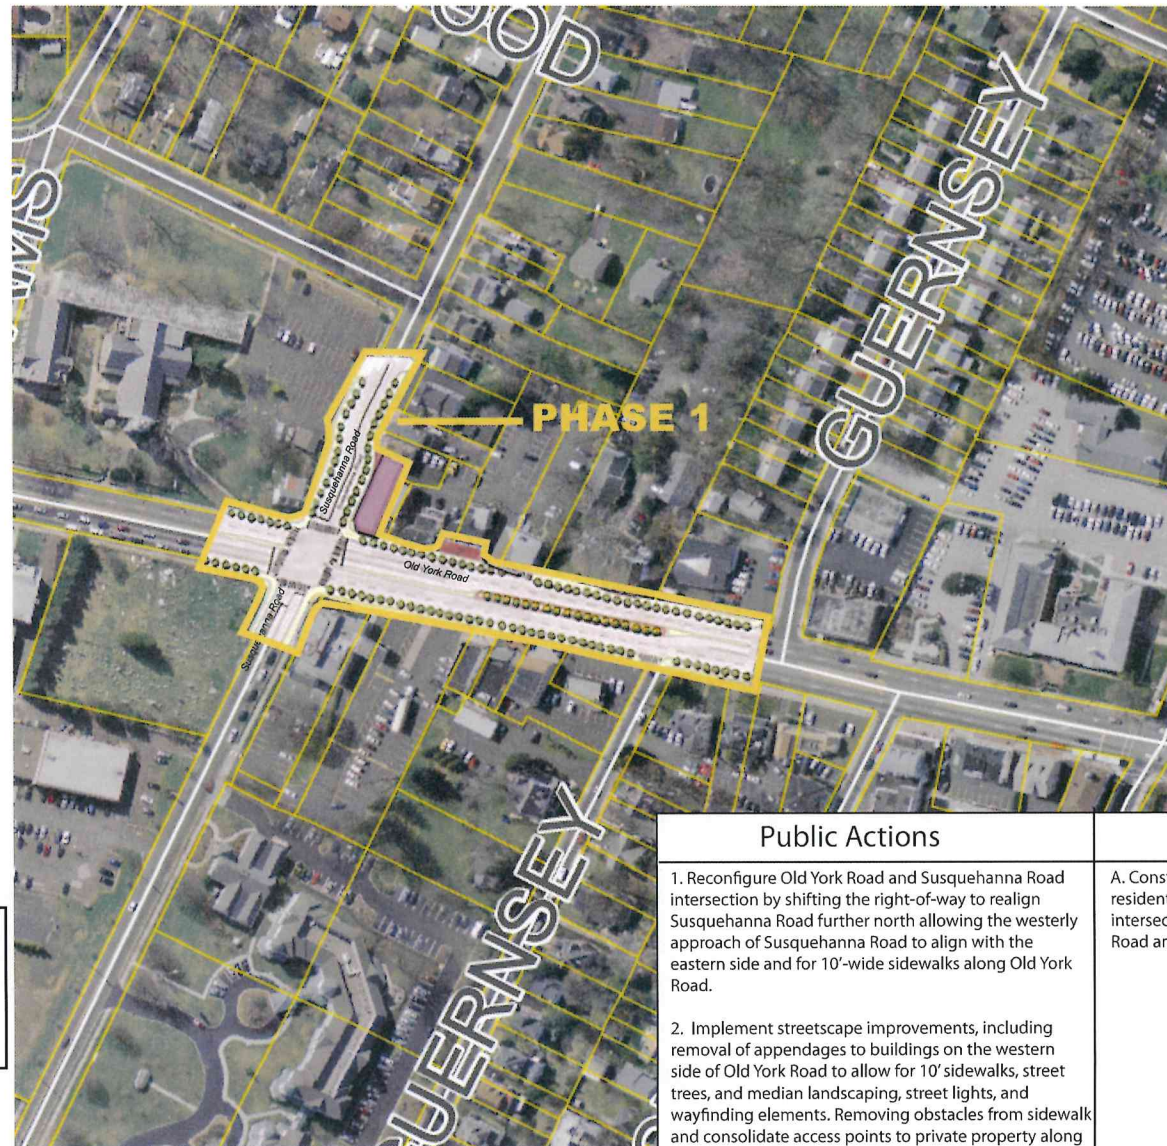 OOD
GUERNSEY
MS
PHASE 1
Susquehanna Road
Old York Road
Susquehanna Road
GUERNSEY
Public Actions
1. Reconfigure Old York Road and Susquehanna Road
intersection by shifting the right-of-way to realign
Susquehanna Road further north allowing the westerly
approach of Susquehanna Road to align with the
eastern side and for 10'-wide sidewalks along Old York
Road.
2. Implement streetscape improvements, including
removal of appendages to buildings on the western
side of Old York Road to allow for 10' sidewalks, street
trees, and median landscaping, street lights, and
wayfinding elements. Removing obstacles from sidewalk
and consolidate access points to private property along
A. Cons
resident
intersec
Road an